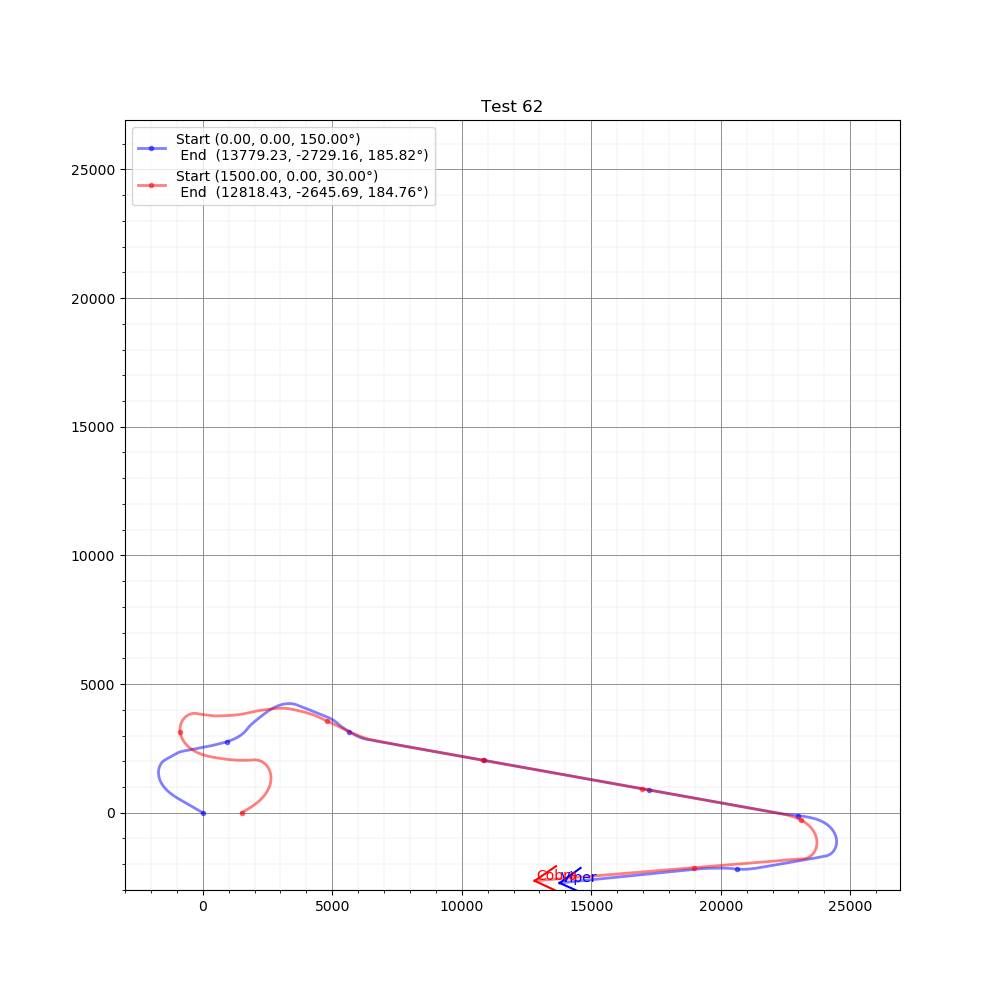 Test 62
Start (0.00, 0.00, 150.00°)
End (13779.23, -2729.16, 185.82°)
Start (1500.00, 0.00, 30.00°)
End (12818.43, -2645.69, 184.76°)
25000
20000
15000
10000
5000
0
0 5000 10000 15000 20000 25000